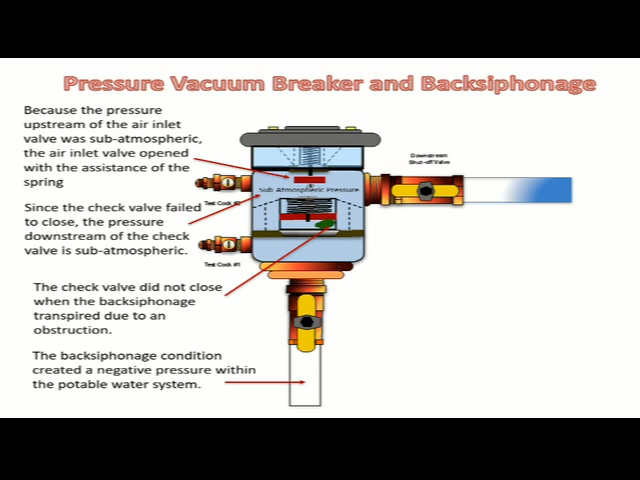 Pressure Vacuum Breaker and Backsiphonage
Because the pressure
upstream of the air inlet
valve was sub-atmospheric,
the air inlet valve opened
with the assistance of the
spring
Since the check valve failed
to close, the pressure
downstream of the check
valve is sub-atmospheric.
The check valve did not close
when the backsiphonage
transpired due to an
obstruction.
The backsiphonage condition
created a negative pressure within
the potable water system.
Downstream
Shut-off Valve
Sub Atmospheric Pressure
Test Cock #2
Test Cock #1